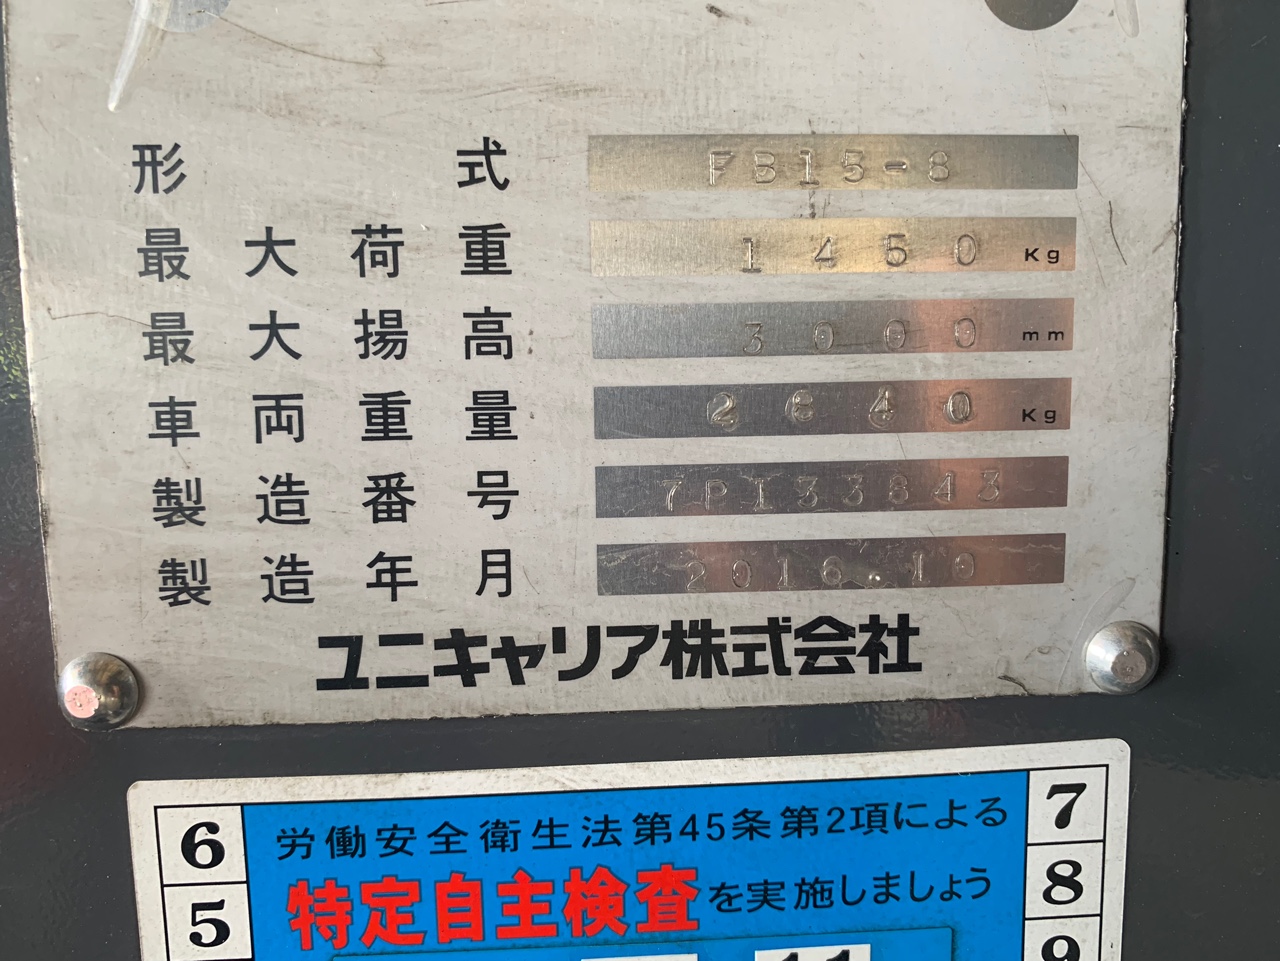 形式 FB15-8
最大荷重 1450 Kg
最大揚高 3000 mm
車両重量 2640 Kg
製造番号 7P133843
製造年月 2016.10
ユニキャリア株式会社
6 労働安全衛生法第45条第2項による 7
特定自主検査を実施しましょう 8
5
9
11